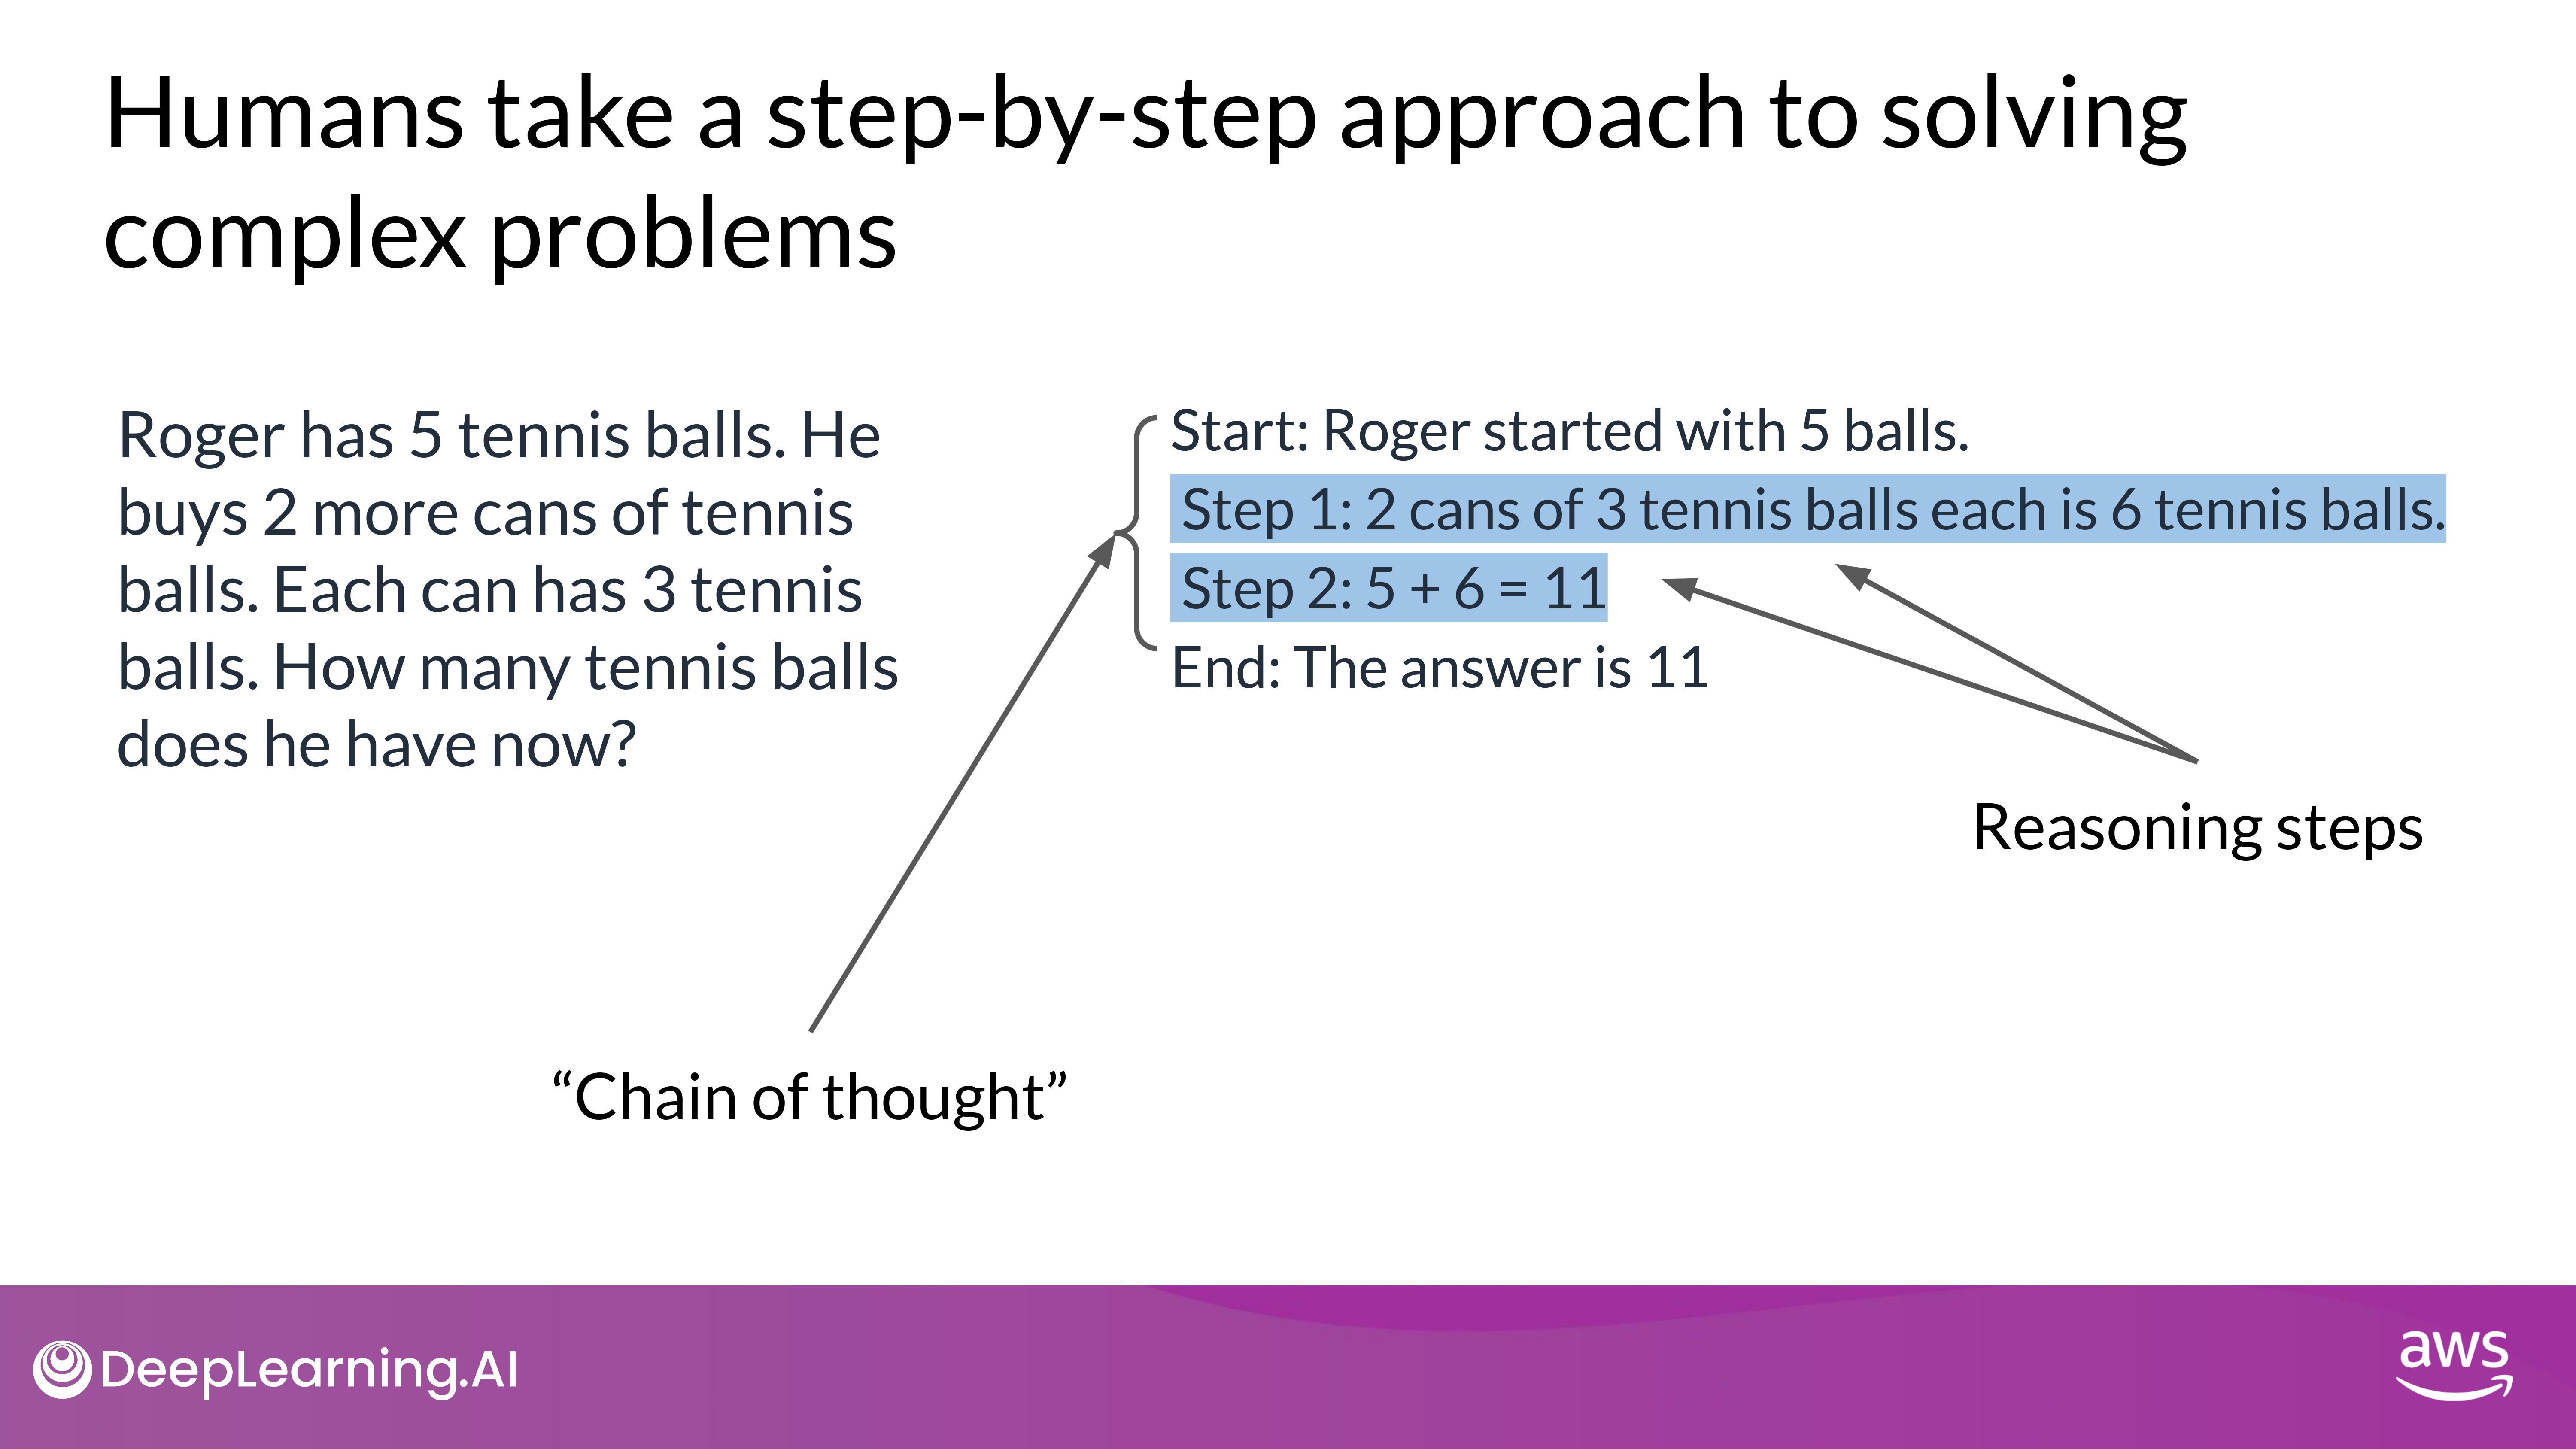 Humans take a step-by-step approach to solving
complex problems
Roger has 5 tennis balls. He
buys 2 more cans of tennis
balls. Each can has 3 tennis
balls. How many tennis balls
does he have now?
Start: Roger started with 5 balls.
Step 1: 2 cans of 3 tennis balls each is 6 tennis balls.
Step 2: 5 + 6 = 11
End: The answer is 11
Reasoning steps
“Chain of thought”
DeepLearning.AI
aws